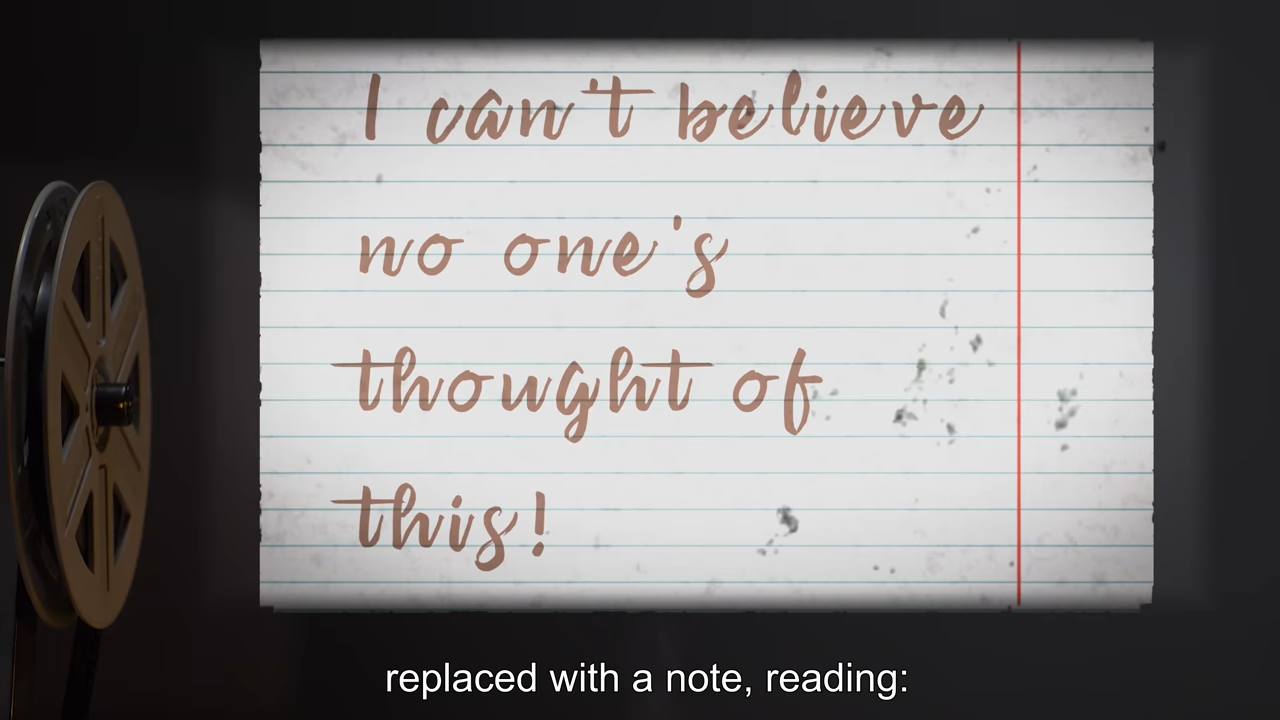 I can't believe
no one's
thought of
this!
replaced with a note, reading: